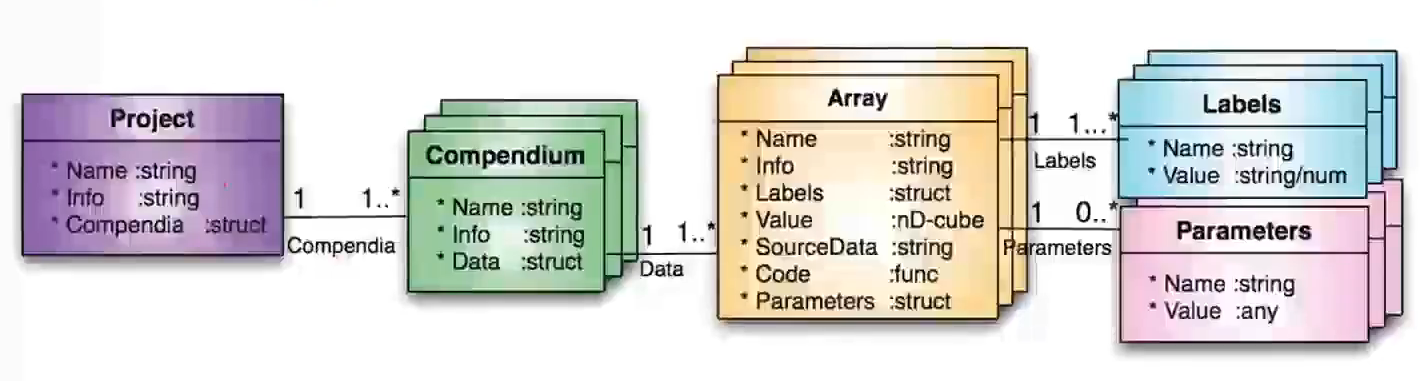 Project
* Name :string
* Info :string
* Compendia :struct
1 1..*
Compendia
Compendium
* Name :string
* Info :string
* Data :struct
1 1..*
Data
Array
* Name :string
* Info :string
* Labels :struct
* Value :nD-cube
* SourceData :string
* Code :func
* Parameters :struct
1 1...*
Labels
1 0..*
Parameters
Labels
* Name :string
* Value :string/num
Parameters
* Name :string
* Value :any